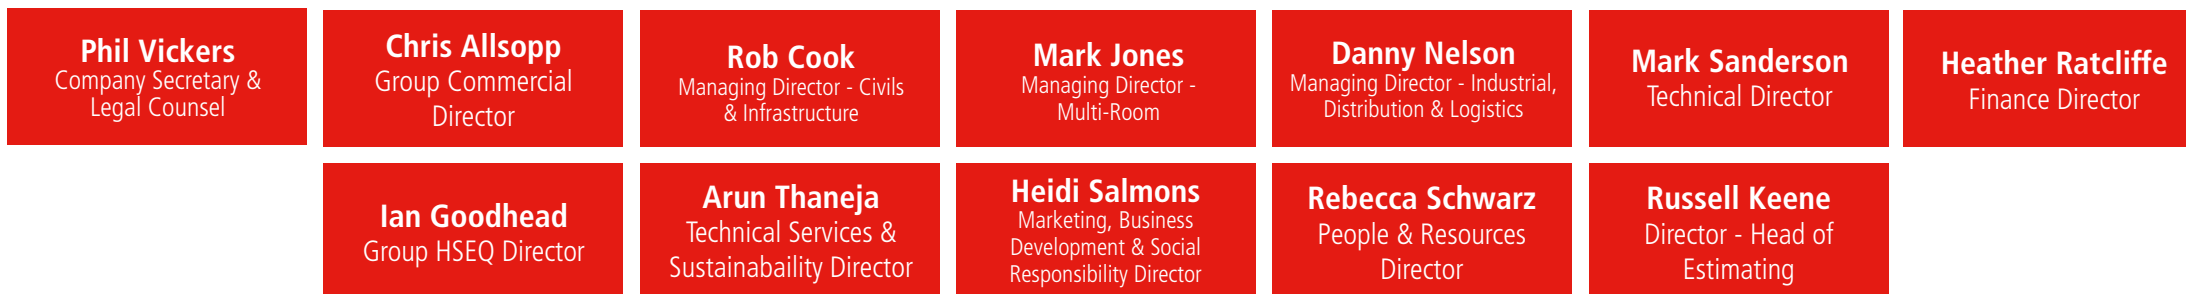 Phil Vickers
Company Secretary &
Legal Counsel
Chris Allsopp
Group Commercial
Director
Rob Cook
Managing Director - Civils
& Infrastructure
Mark Jones
Managing Director -
Multi-Room
Danny Nelson
Managing Director - Industrial,
Distribution & Logistics
Mark Sanderson
Technical Director
Heather Ratcliffe
Finance Director
Ian Goodhead
Group HSEQ Director
Arun Thaneja
Technical Services &
Sustainabaility Director
Heidi Salmons
Marketing, Business
Development & Social
Responsibility Director
Rebecca Schwarz
People & Resources
Director
Russell Keene
Director - Head of
Estimating